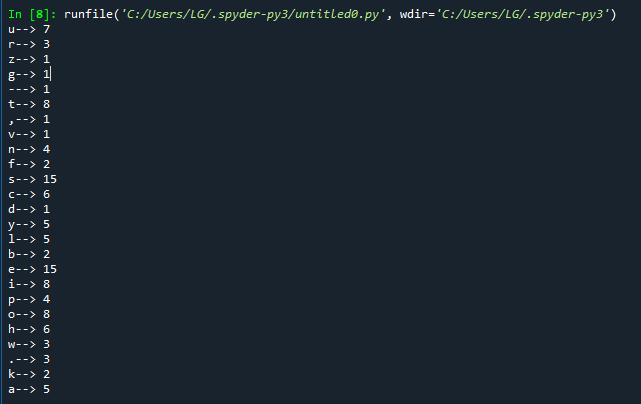 In [8]: runfile('C:/Users/LG/.spyder-py3/untitled0.py', wdir='C:/Users/LG/.spyder-py3')
u--> 7
r--> 3
z--> 1
g--> 1
---> 1
t--> 8
,--> 1
v--> 1
n--> 4
f--> 2
s--> 15
c--> 6
d--> 1
y--> 5
l--> 5
b--> 2
e--> 15
i--> 8
p--> 4
o--> 8
h--> 6
w--> 3
.--> 3
k--> 2
a--> 5